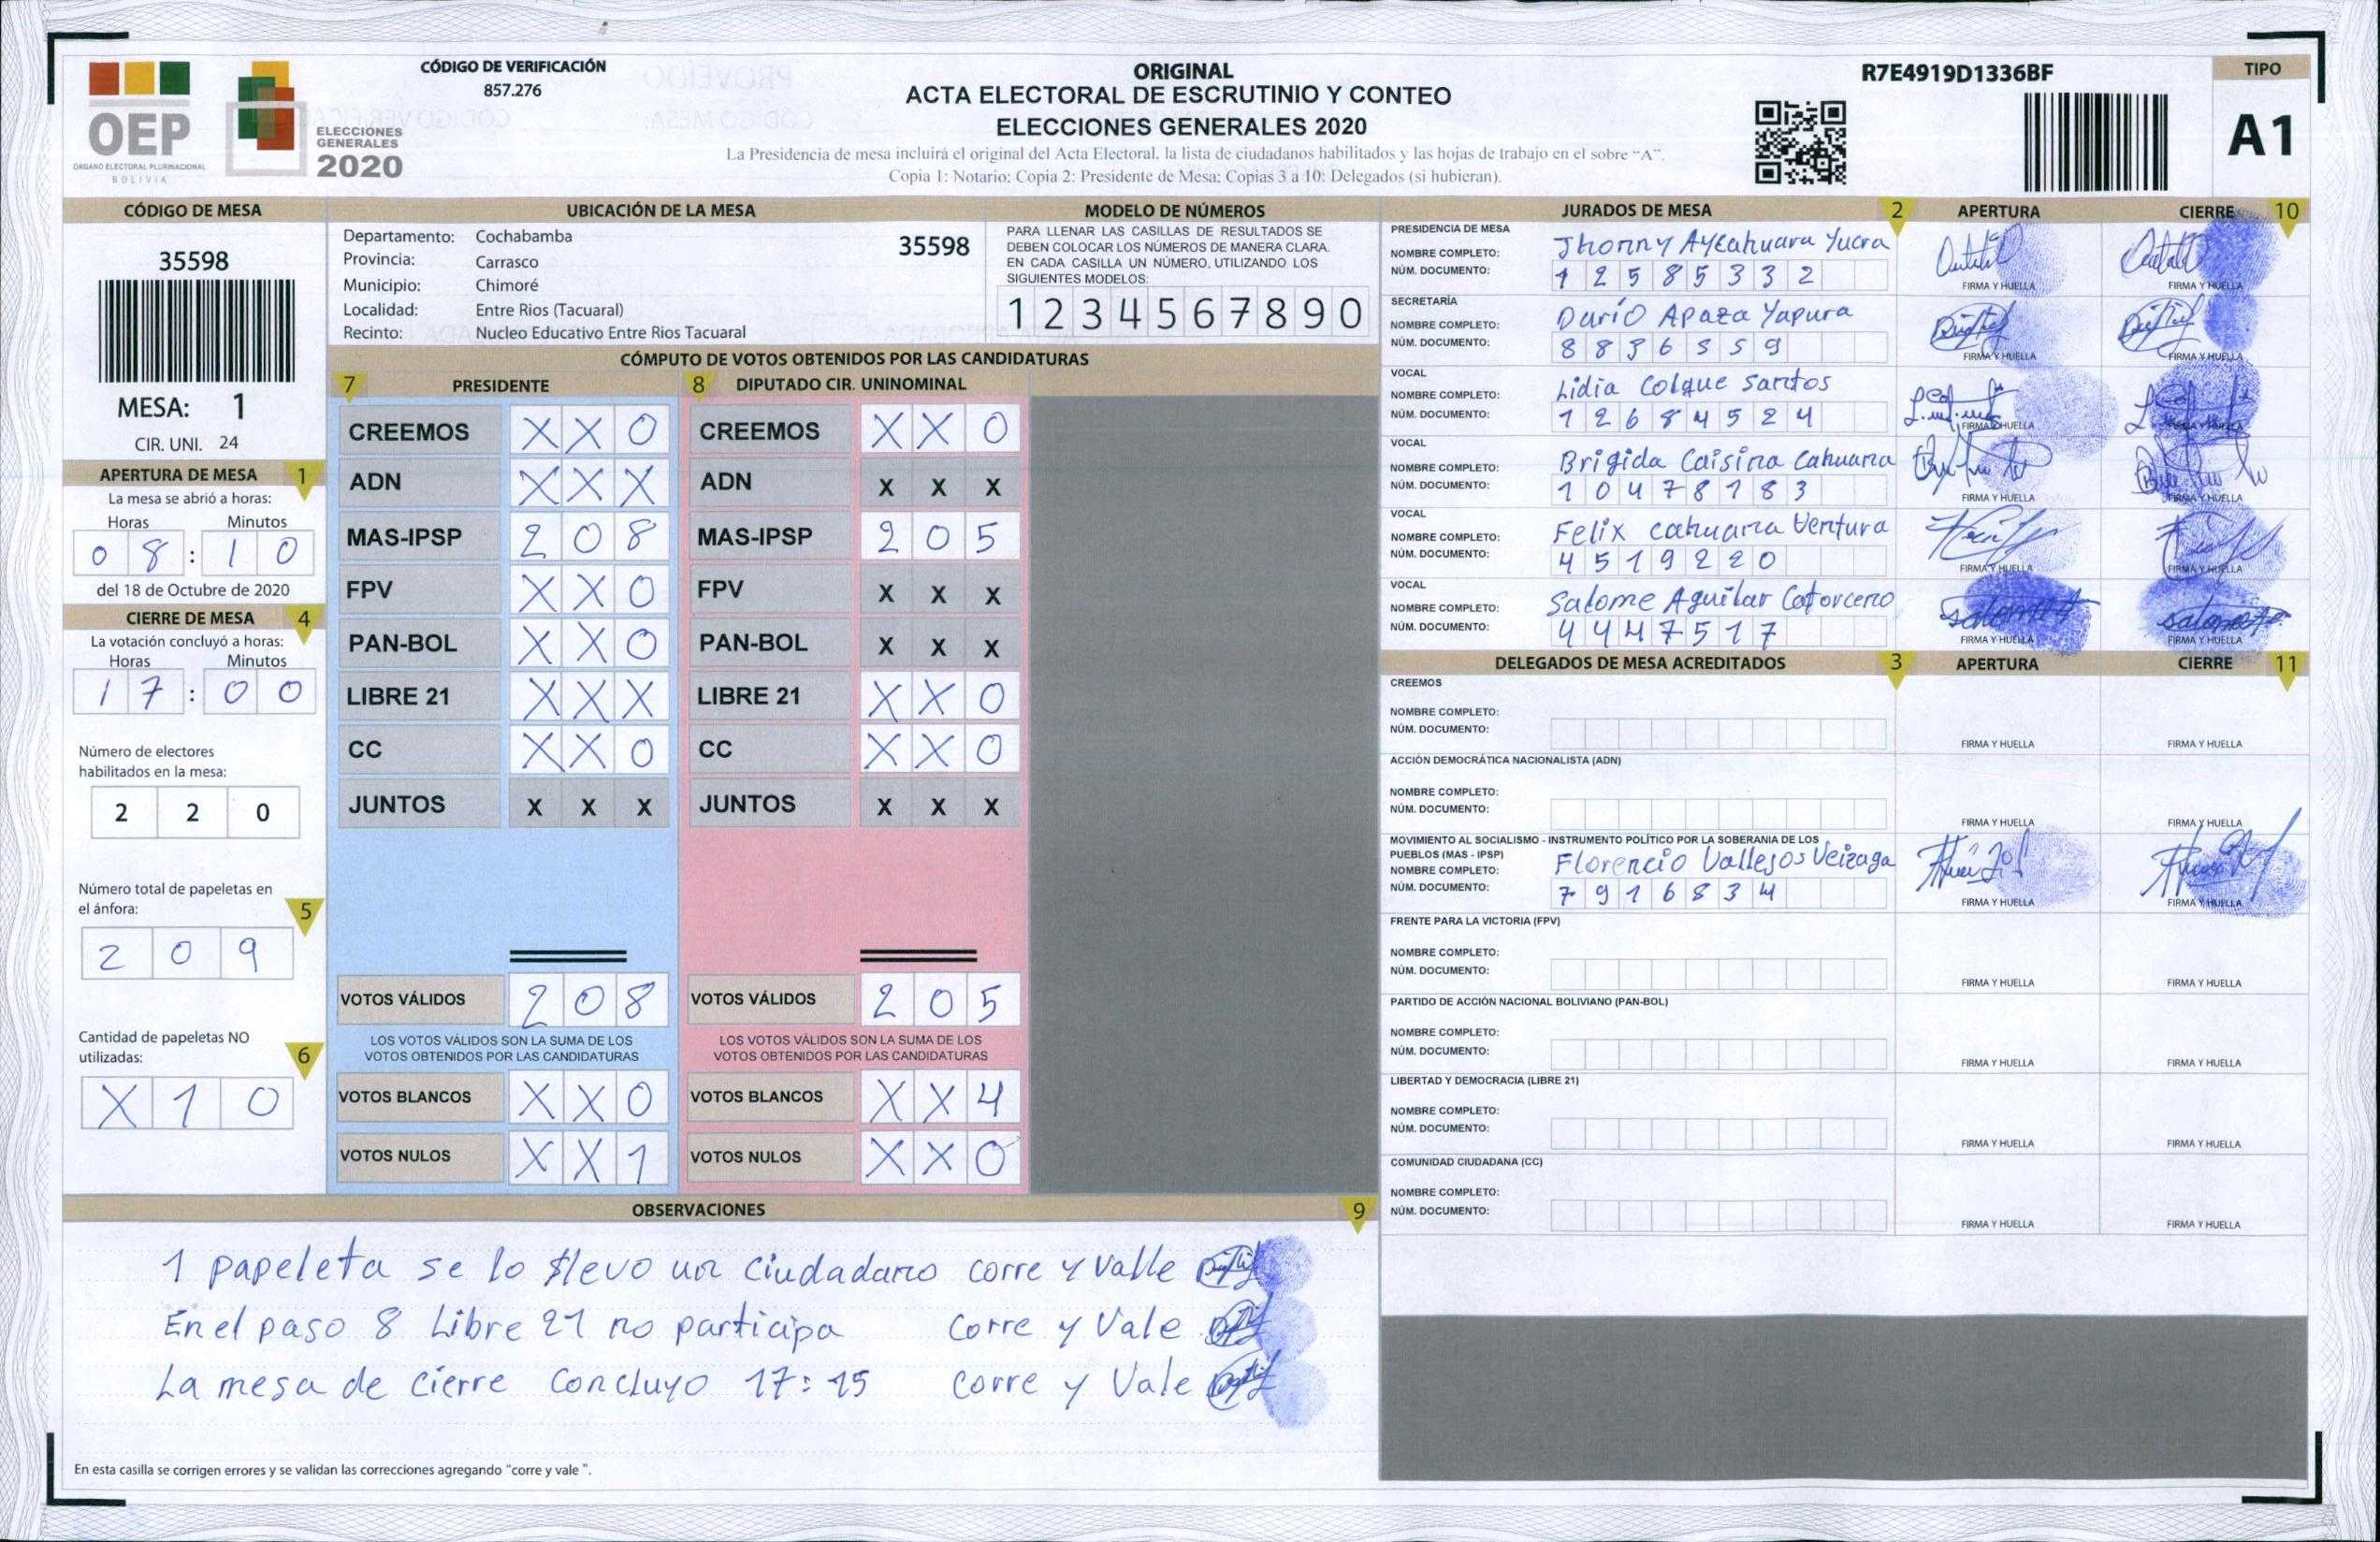 OEP
ÓRGANO ELECTORAL PLURINACIONAL
BOLIVIA
ELECCIONES
GENERALES
2020
CÓDIGO DE VERIFICACIÓN
857.276
ORIGINAL
ACTA ELECTORAL DE ESCRUTINIO Y CONTEO
ELECCIONES GENERALES 2020
La Presidencia de mesa incluirá el original del Acta Electoral, la lista de ciudadanos habilitados y las hojas de trabajo en el sobre "A".
Copia 1: Notario; Copia 2: Presidente de Mesa; Copias 3 a 10: Delegados (si hubieran).
R7E4919D1336BF
TIPO
A1
CÓDIGO DE MESA
35598
MESA: 1
CIR. UNI. 24
APERTURA DE MESA 1
La mesa se abrió a horas:
Horas Minutos
0 8 : 1 0
del 18 de Octubre de 2020
CIERRE DE MESA 4
La votación concluyó a horas:
Horas Minutos
1 7 : 0 0
Número de electores
habilitados en la mesa:
2 2 0
Número total de papeletas en
el ánfora: 5
2 0 9
Cantidad de papeletas NO
utilizadas: 6
X 1 0
UBICACIÓN DE LA MESA
Departamento: Cochabamba 35598
Provincia: Carrasco
Municipio: Chimoré
Localidad: Entre Rios (Tacuaral)
Recinto: Nucleo Educativo Entre Rios Tacuaral
MODELO DE NÚMEROS
PARA LLENAR LAS CASILLAS DE RESULTADOS SE
DEBEN COLOCAR LOS NÚMEROS DE MANERA CLARA.
EN CADA CASILLA UN NÚMERO, UTILIZANDO LOS
SIGUIENTES MODELOS:
1 2 3 4 5 6 7 8 9 0
CÓMPUTO DE VOTOS OBTENIDOS POR LAS CANDIDATURAS
7 PRESIDENTE
CREEMOS X X 0
ADN X X X
MAS-IPSP 2 0 8
FPV X X 0
PAN-BOL X X 0
LIBRE 21 X X X
CC X X 0
JUNTOS X X X
VOTOS VÁLIDOS 2 0 8
LOS VOTOS VÁLIDOS SON LA SUMA DE LOS
VOTOS OBTENIDOS POR LAS CANDIDATURAS
VOTOS BLANCOS X X 0
VOTOS NULOS X X 1
8 DIPUTADO CIR. UNINOMINAL
CREEMOS X X 0
ADN X X X
MAS-IPSP 2 0 5
FPV X X X
PAN-BOL X X X
LIBRE 21 X X 0
CC X X 0
JUNTOS X X X
VOTOS VÁLIDOS 2 0 5
LOS VOTOS VÁLIDOS SON LA SUMA DE LOS
VOTOS OBTENIDOS POR LAS CANDIDATURAS
VOTOS BLANCOS X X 4
VOTOS NULOS X X 0
JURADOS DE MESA 2 APERTURA CIERRE 10
PRESIDENCIA DE MESA
NOMBRE COMPLETO: Jhonny Aycahuara Yucra
NÚM. DOCUMENTO: 1 2 5 8 5 3 3 2
FIRMA Y HUELLA FIRMA Y HUELLA
SECRETARÍA
NOMBRE COMPLETO: Darío Apaza Yapura
NÚM. DOCUMENTO: 8 8 3 6 5 5 9
FIRMA Y HUELLA FIRMA Y HUELLA
VOCAL
NOMBRE COMPLETO: Lidia Colque Santos
NÚM. DOCUMENTO: 1 2 6 8 4 5 2 4
FIRMA Y HUELLA FIRMA Y HUELLA
VOCAL
NOMBRE COMPLETO: Brigida Caisina Cahuana
NÚM. DOCUMENTO: 1 0 4 7 8 1 8 3
FIRMA Y HUELLA FIRMA Y HUELLA
VOCAL
NOMBRE COMPLETO: Felix cahuana Ventura
NÚM. DOCUMENTO: 4 5 1 9 2 2 0
FIRMA Y HUELLA FIRMA Y HUELLA
VOCAL
NOMBRE COMPLETO: Salome Aguilar Catorceno
NÚM. DOCUMENTO: 4 4 4 7 5 1 7
FIRMA Y HUELLA FIRMA Y HUELLA
DELEGADOS DE MESA ACREDITADOS 3 APERTURA CIERRE 11
CREEMOS
NOMBRE COMPLETO:
NÚM. DOCUMENTO:
FIRMA Y HUELLA FIRMA Y HUELLA
ACCIÓN DEMOCRÁTICA NACIONALISTA (ADN)
NOMBRE COMPLETO:
NÚM. DOCUMENTO:
FIRMA Y HUELLA FIRMA Y HUELLA
MOVIMIENTO AL SOCIALISMO - INSTRUMENTO POLÍTICO POR LA SOBERANIA DE LOS
PUEBLOS (MAS - IPSP)
NOMBRE COMPLETO: Florencio Vallejos Veizaga
NÚM. DOCUMENTO: 7 9 1 6 8 3 4
FIRMA Y HUELLA FIRMA Y HUELLA
FRENTE PARA LA VICTORIA (FPV)
NOMBRE COMPLETO:
NÚM. DOCUMENTO:
FIRMA Y HUELLA FIRMA Y HUELLA
PARTIDO DE ACCIÓN NACIONAL BOLIVIANO (PAN-BOL)
NOMBRE COMPLETO:
NÚM. DOCUMENTO:
FIRMA Y HUELLA FIRMA Y HUELLA
LIBERTAD Y DEMOCRACIA (LIBRE 21)
NOMBRE COMPLETO:
NÚM. DOCUMENTO:
FIRMA Y HUELLA FIRMA Y HUELLA
COMUNIDAD CIUDADANA (CC)
NOMBRE COMPLETO:
NÚM. DOCUMENTO:
FIRMA Y HUELLA FIRMA Y HUELLA
OBSERVACIONES 9
1 papeleta se lo llevo un ciudadano corre y valle
En el paso 8 Libre 21 no participa corre y Vale
La mesa de cierre concluyo 17:15 corre y Vale
En esta casilla se corrigen errores y se validan las correcciones agregando "corre y vale ".